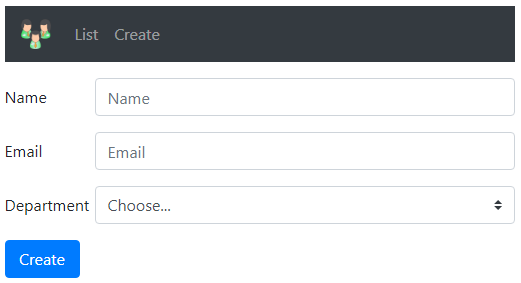 List Create
Name Name
Email Email
Department Choose...
Create